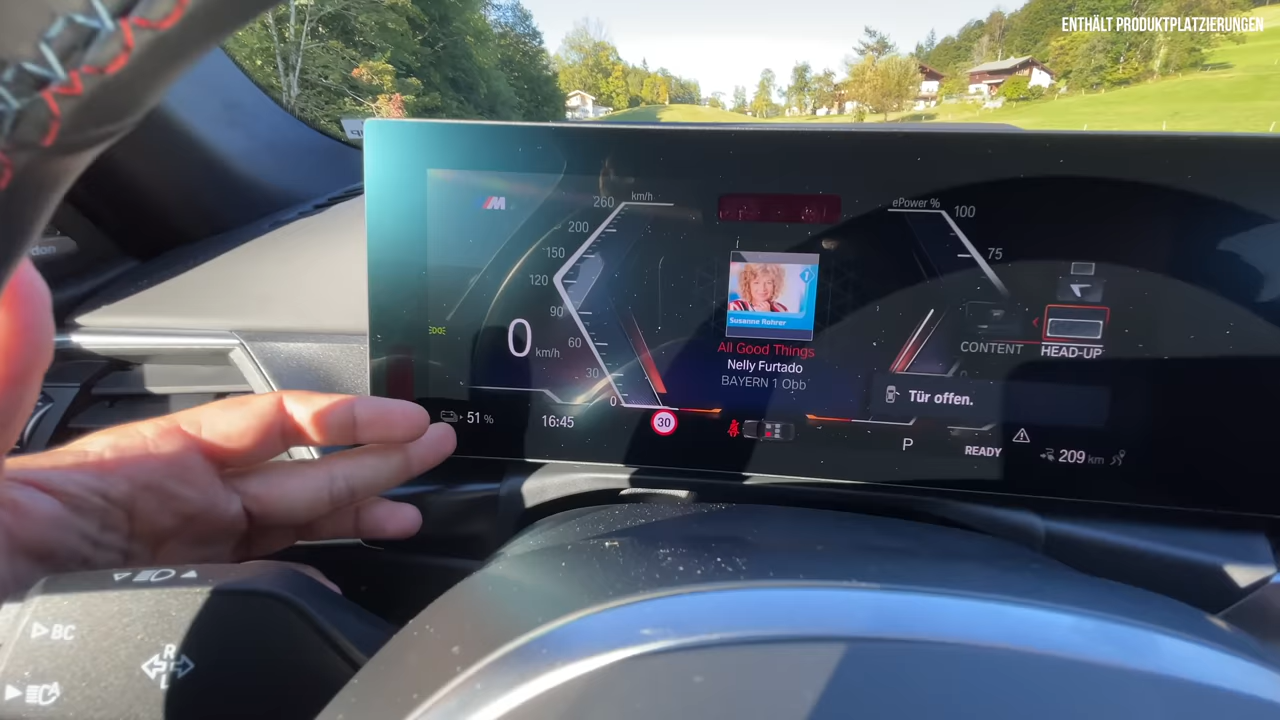 ENTHÄLT PRODUKTPLATZIERUNGEN
M
km/h
260
200
150
120
90
60
30
0
0 km/h
ePower %
100
75
Susanne Rohrer
All Good Things
Nelly Furtado
BAYERN 1 Obb
CONTENT
HEAD-UP
Tür offen.
51 %
16:45
30
P
READY
209 km
BC
R
L